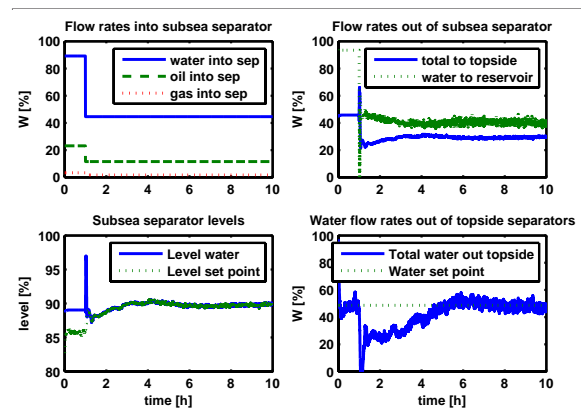 Flow rates into subsea separator
100
80
60
40
20
0
W [%]
water into sep
oil into sep
gas into sep
0 2 4 6 8 10
Flow rates out of subsea separator
100
80
60
40
20
0
W [%]
total to topside
water to reservoir
0 2 4 6 8 10
Subsea separator levels
100
95
90
85
80
level [%]
Level water
Level set point
0 2 4 6 8 10
time [h]
Water flow rates out of topside separators
100
80
60
40
20
0
W [%]
Total water out topside
Water set point
0 2 4 6 8 10
time [h]